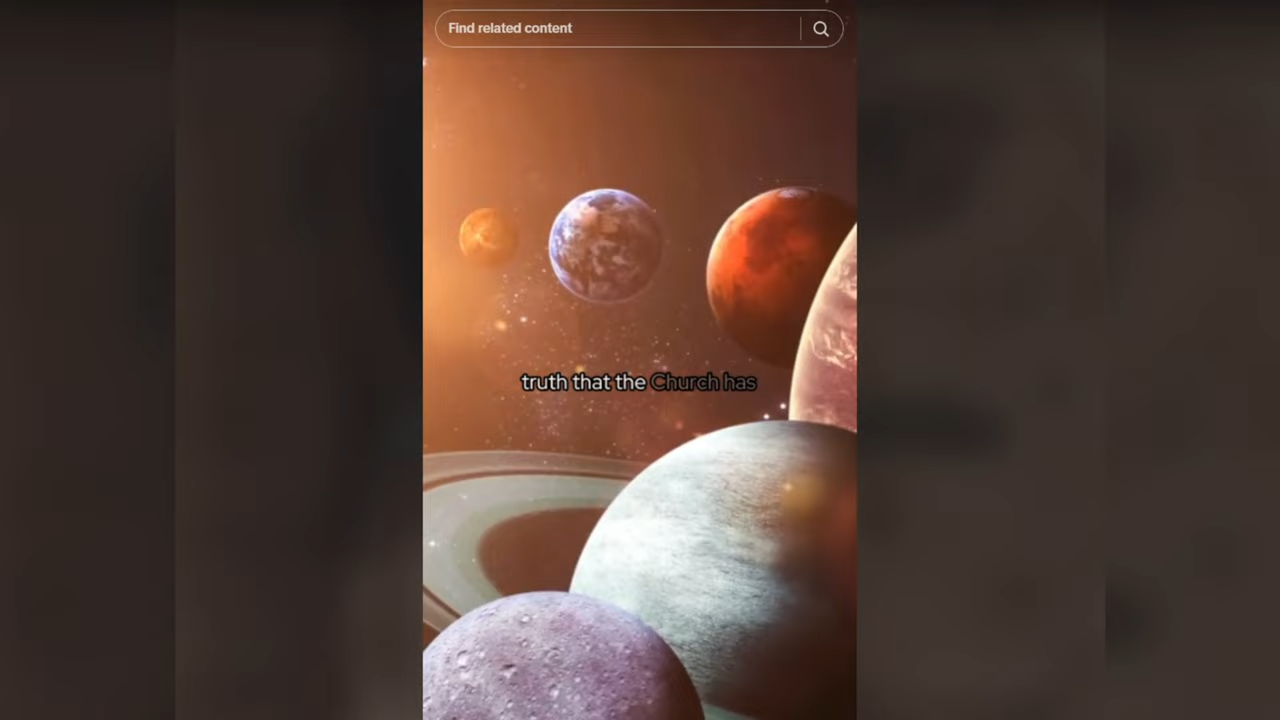 Find related content
truth that the Church has